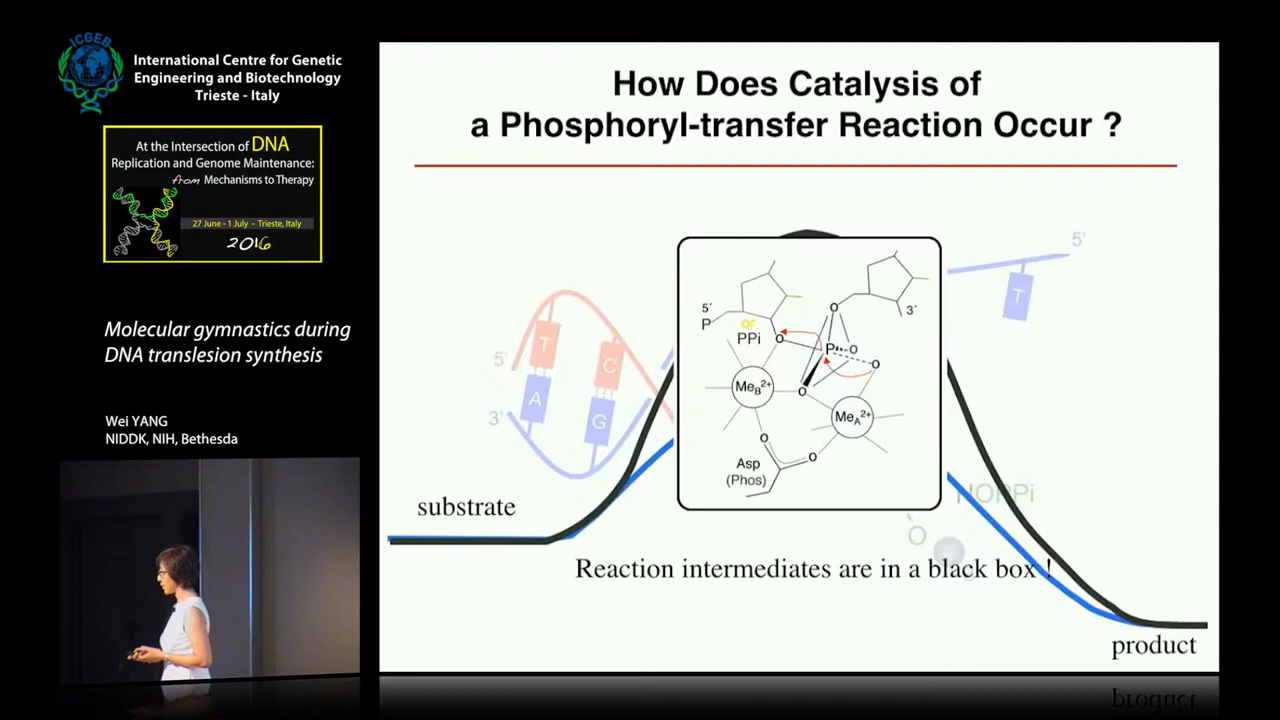 ICGEB
International Centre for Genetic
Engineering and Biotechnology
Trieste - Italy
At the Intersection of DNA
Replication and Genome Maintenance:
from Mechanisms to Therapy
27 June - 1 July - Trieste, Italy
2016
Molecular gymnastics during
DNA translesion synthesis
Wei YANG
NIDDK, NIH, Bethesda
How Does Catalysis of
a Phosphoryl-transfer Reaction Occur ?
5'
T
5'
T
C
3'
A
G
5´
P
or
PPi
O
O
3´
P
O
O
O
MeB2+
MeA2+
O
O
Asp
(Phos)
substrate
HOPPi
O
Reaction intermediates are in a black box !
product